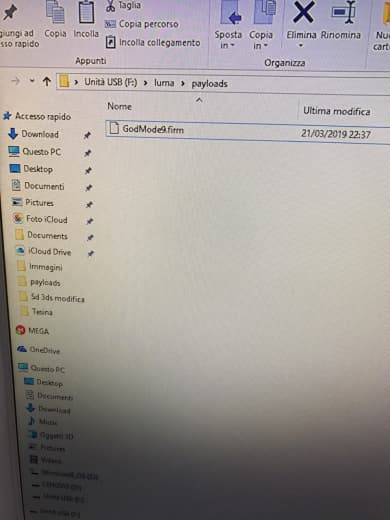 Taglia
Copia percorso
Incolla collegamento
Copia
Incolla
Sposta
in
Copia
in
Elimina
Rinomina
Appunti
Organizza
Unità USB (F:) › luma › payloads
Nome
Ultima modifica
GodMode9.firm
21/03/2019 22:37
Accesso rapido
Download
Questo PC
Desktop
Documenti
Pictures
Foto iCloud
Documents
iCloud Drive
Immagini
payloads
Sd 3ds modifica
Tesina
MEGA
OneDrive
Questo PC
Desktop
Documenti
Download
Music
Oggetti 3D
Pictures
Videos